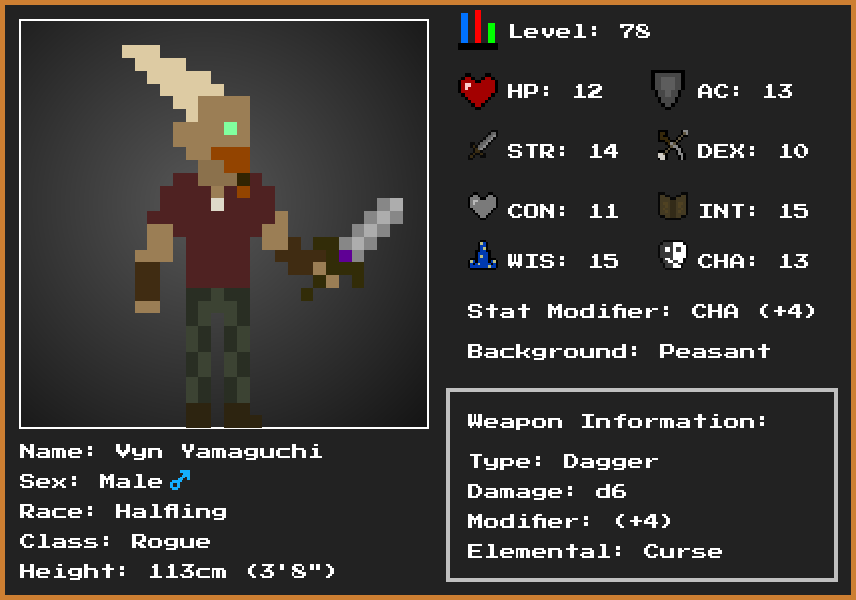 Level: 78
HP: 12 AC: 13
STR: 14 DEX: 10
CON: 11 INT: 15
WIS: 15 CHA: 13
Stat Modifier: CHA (+4)
Background: Peasant
Weapon Information:
Type: Dagger
Damage: d6
Modifier: (+4)
Elemental: Curse
Name: Vyn Yamaguchi
Sex: Male♂
Race: Halfling
Class: Rogue
Height: 113cm (3'8")